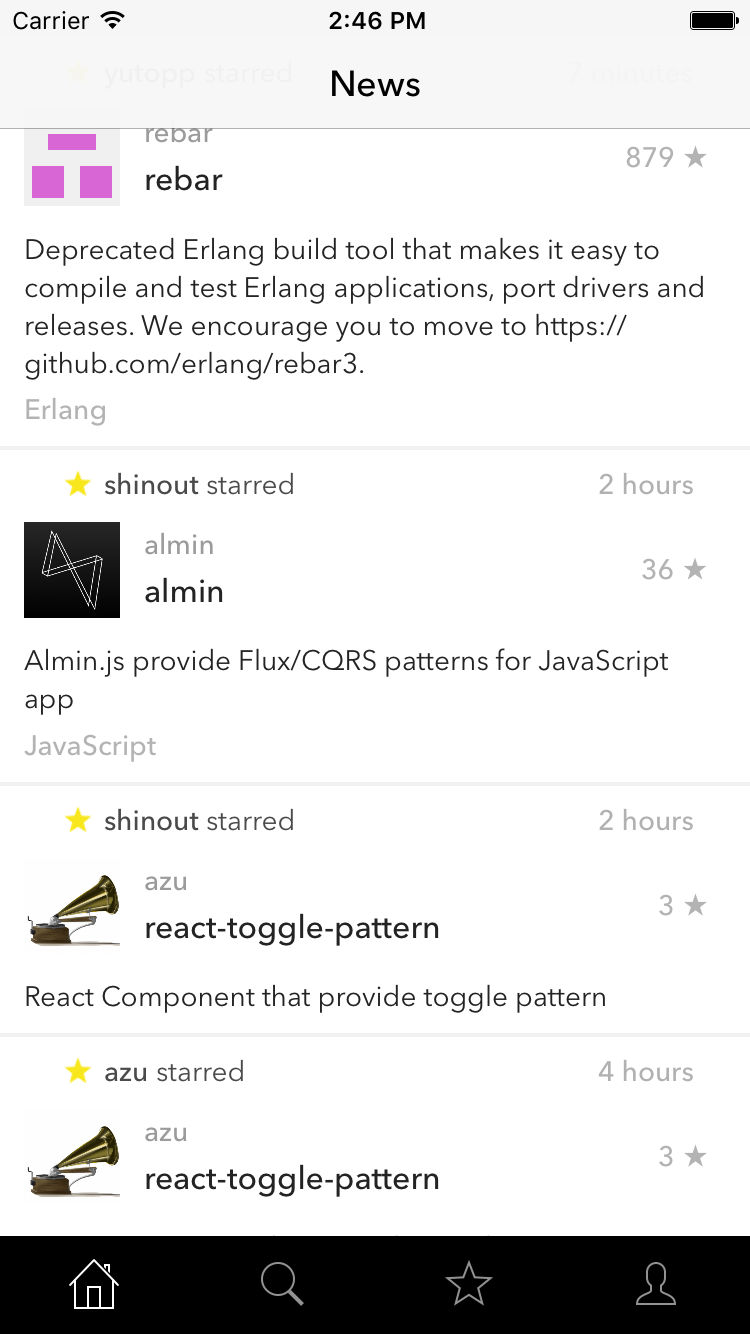 Carrier
2:46 PM
yutopp starred
7 minutes
News
rebar
rebar
879 ★
Deprecated Erlang build tool that makes it easy to
compile and test Erlang applications, port drivers and
releases. We encourage you to move to https://
github.com/erlang/rebar3.
Erlang
shinout starred
2 hours
almin
almin
36 ★
Almin.js provide Flux/CQRS patterns for JavaScript
app
JavaScript
shinout starred
2 hours
azu
react-toggle-pattern
3 ★
React Component that provide toggle pattern
azu starred
4 hours
azu
react-toggle-pattern
3 ★